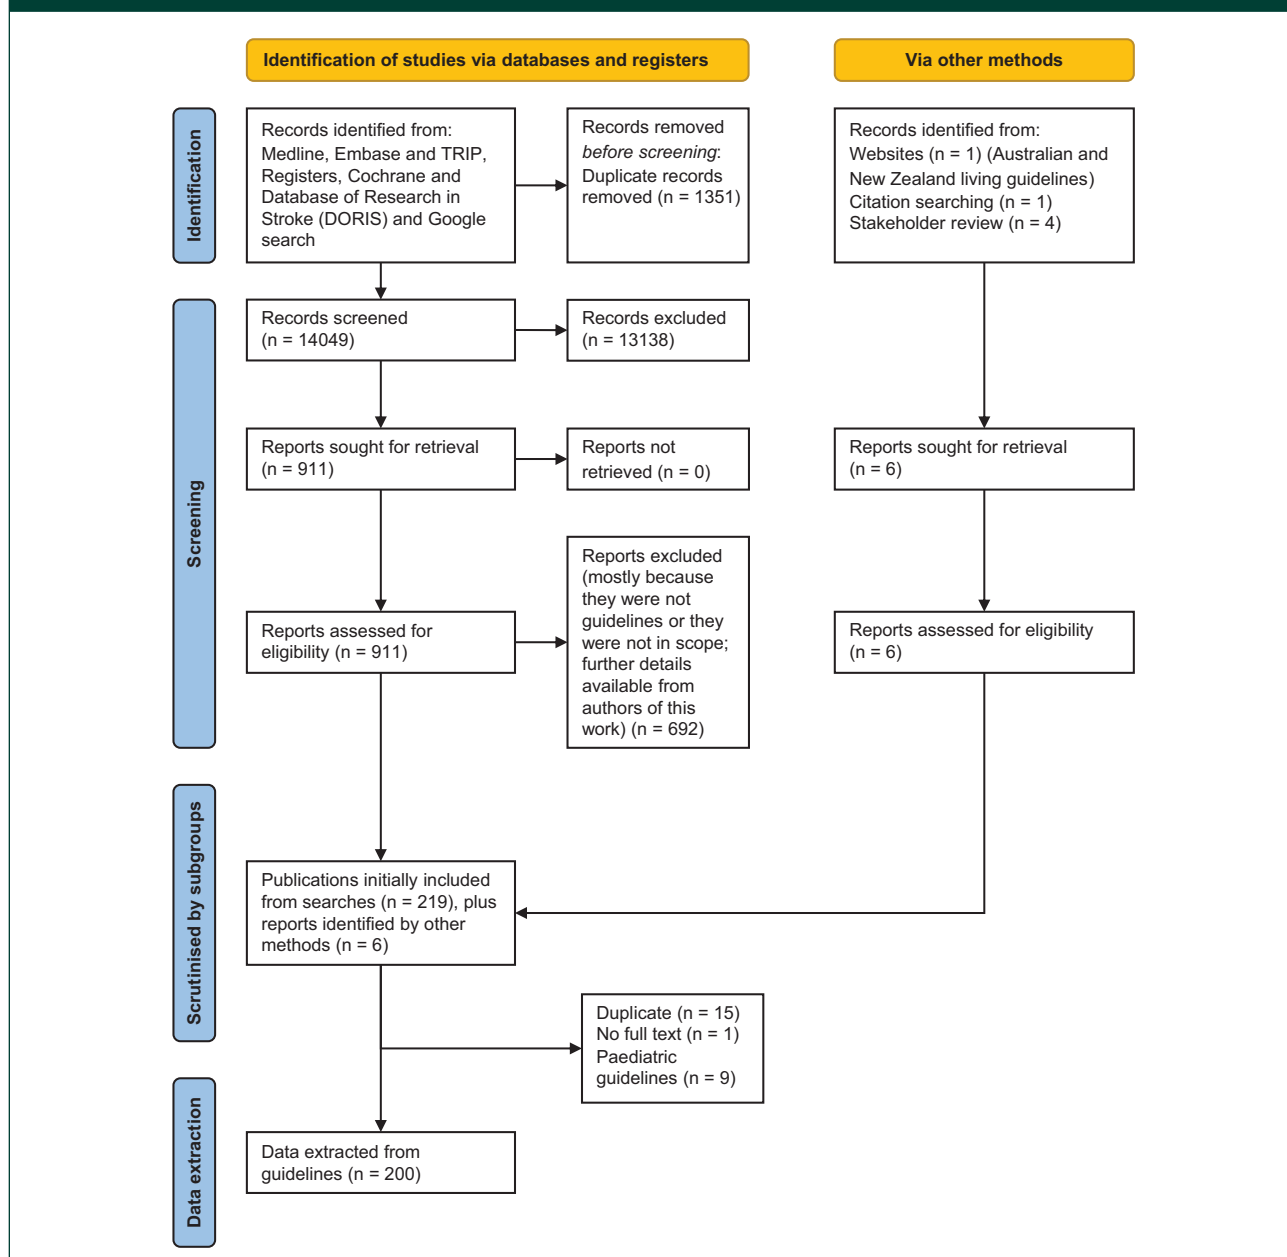 Identification of studies via databases and registers
Via other methods
Identification
Records identified from:
Medline, Embase and TRIP,
Registers, Cochrane and
Database of Research in
Stroke (DORIS) and Google
search
Records removed
before screening:
Duplicate records
removed (n = 1351)
Records identified from:
Websites (n = 1) (Australian and
New Zealand living guidelines)
Citation searching (n = 1)
Stakeholder review (n = 4)
Screening
Records screened
(n = 14049)
Records excluded
(n = 13138)
Reports sought for retrieval
(n = 911)
Reports not
retrieved (n = 0)
Reports sought for retrieval
(n = 6)
Reports assessed for
eligibility (n = 911)
Reports excluded
(mostly because
they were not
guidelines or they
were not in scope;
further details
available from
authors of this
work) (n = 692)
Reports assessed for eligibility
(n = 6)
Scrutinised by subgroups
Publications initially included
from searches (n = 219), plus
reports identified by other
methods (n = 6)
Duplicate (n = 15)
No full text (n = 1)
Paediatric
guidelines (n = 9)
Data extraction
Data extracted from
guidelines (n = 200)